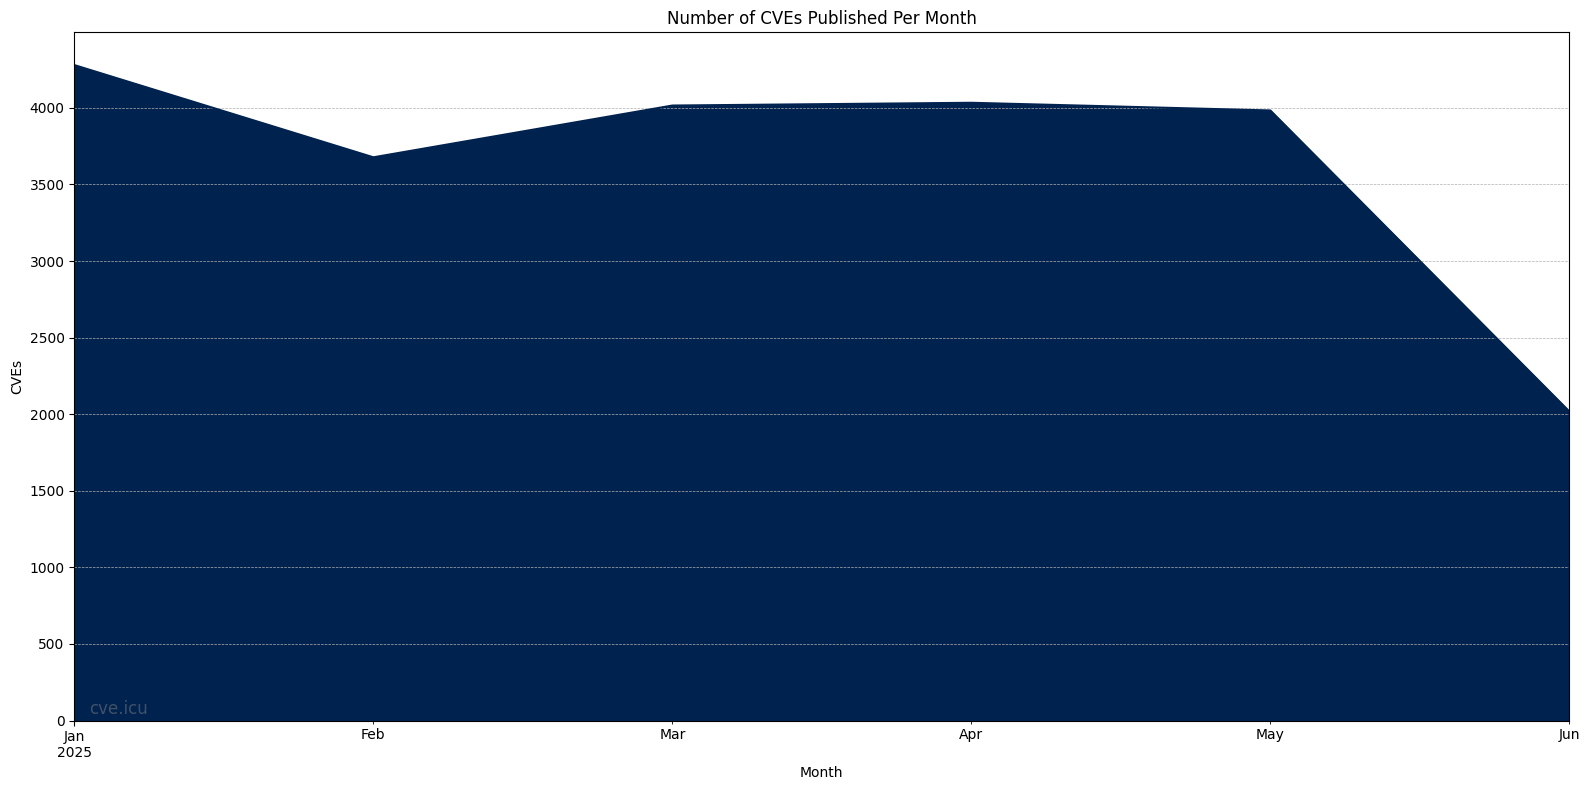 Number of CVEs Published Per Month
4000
3500
3000
2500
2000
1500
1000
500
0
CVEs
cve.icu
Jan
2025
Feb
Mar
Apr
May
Jun
Month